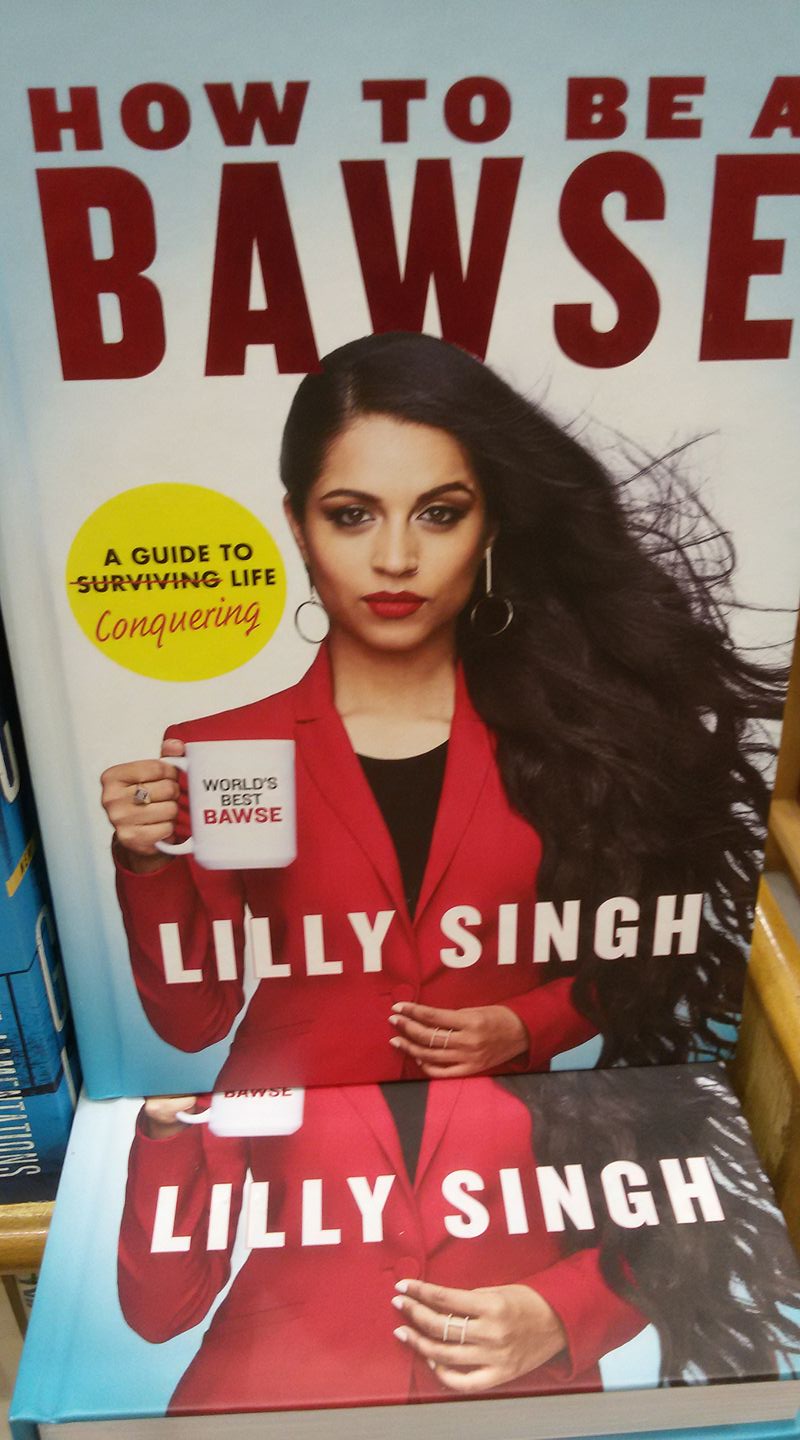 HOW TO BE A
BAWSE
A GUIDE TO
SURVIVING LIFE
Conquering
WORLD'S
BEST
BAWSE
LILLY SINGH
BAWSE
LILLY SINGH